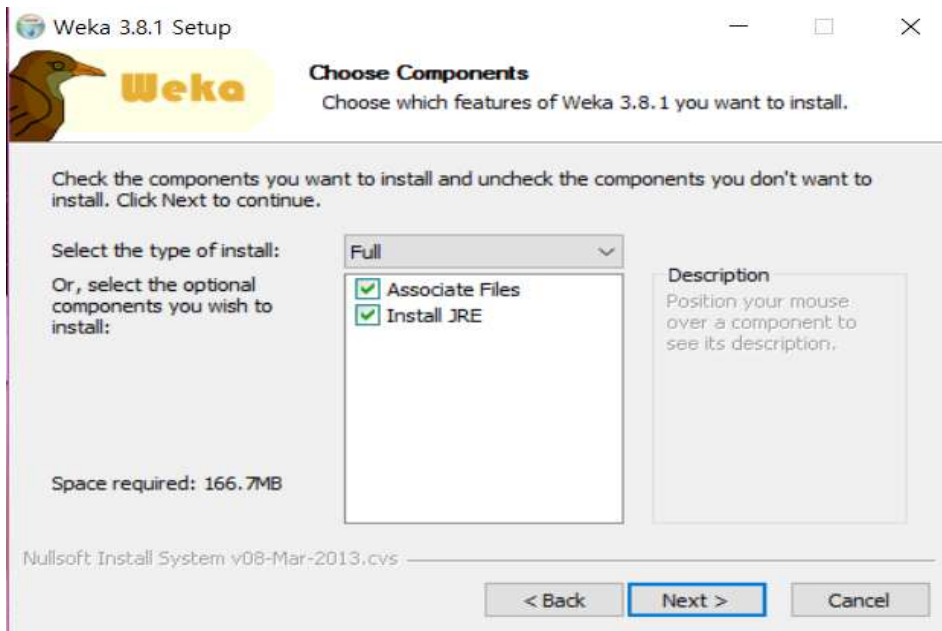 Weka 3.8.1 Setup
Weka
Choose Components
Choose which features of Weka 3.8.1 you want to install.
Check the components you want to install and uncheck the components you don't want to
install. Click Next to continue.
Select the type of install:
Full
Or, select the optional
components you wish to
install:
Associate Files
Install JRE
Description
Position your mouse
over a component to
see its description.
Space required: 166.7MB
Nullsoft Install System v08-Mar-2013.cvs
< Back
Next >
Cancel